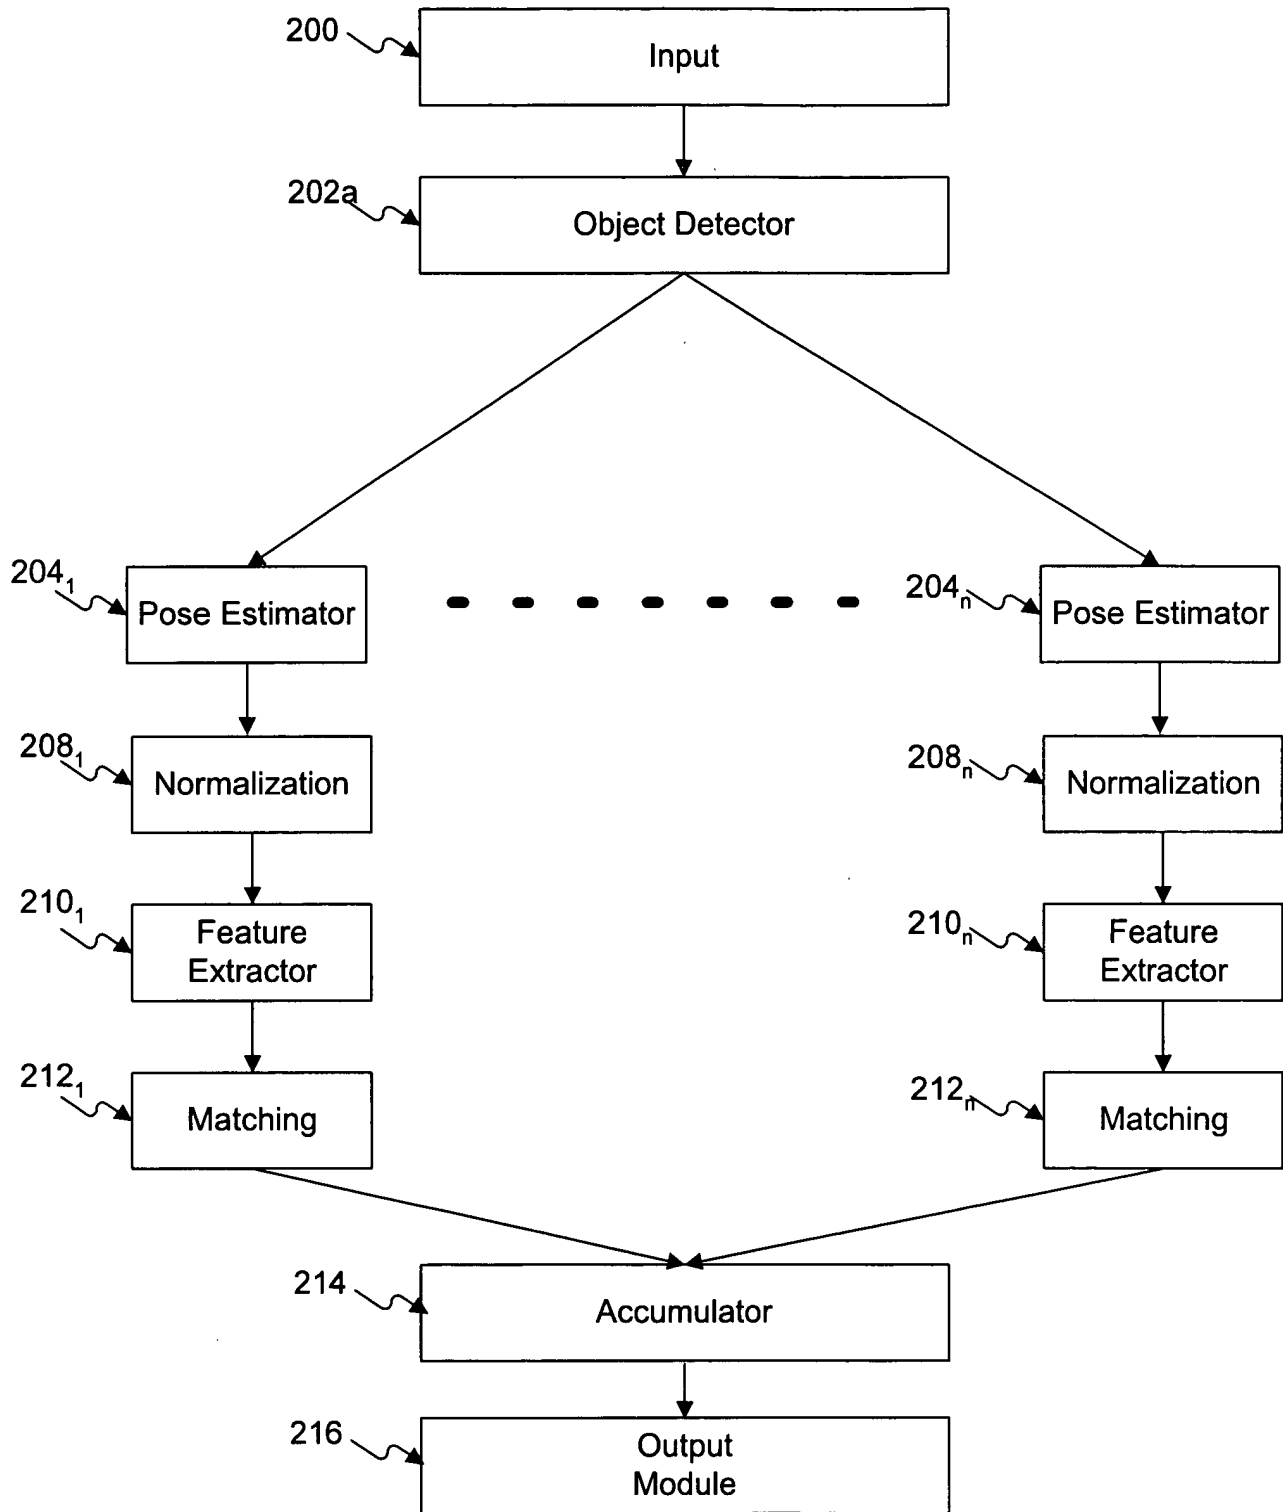 200
Input
202a
Object Detector
204₁
Pose Estimator
204ₙ
Pose Estimator
208₁
Normalization
208ₙ
Normalization
210₁
Feature
Extractor
210ₙ
Feature
Extractor
212₁
Matching
212ₙ
Matching
214
Accumulator
216
Output
Module